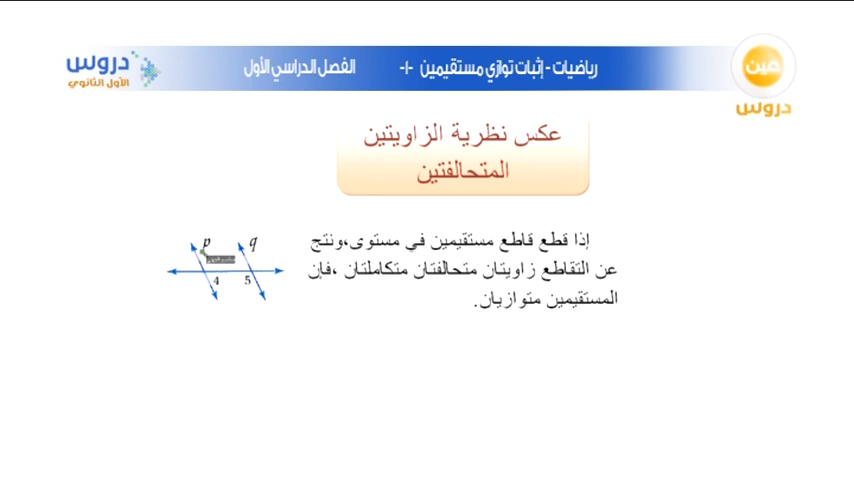 عين
دروس
رياضيات - إثبات توازي مستقيمين -١-
الفصل الدراسي الأول
دروس
الأول الثانوي
عكس نظرية الزاويتين
المتحالفتين
إذا قطع قاطع مستقيمين في مستوى،ونتج
عن التقاطع زاويتان متحالفتان متكاملتان ،فإن
المستقيمين متوازيان.
p q
4 5